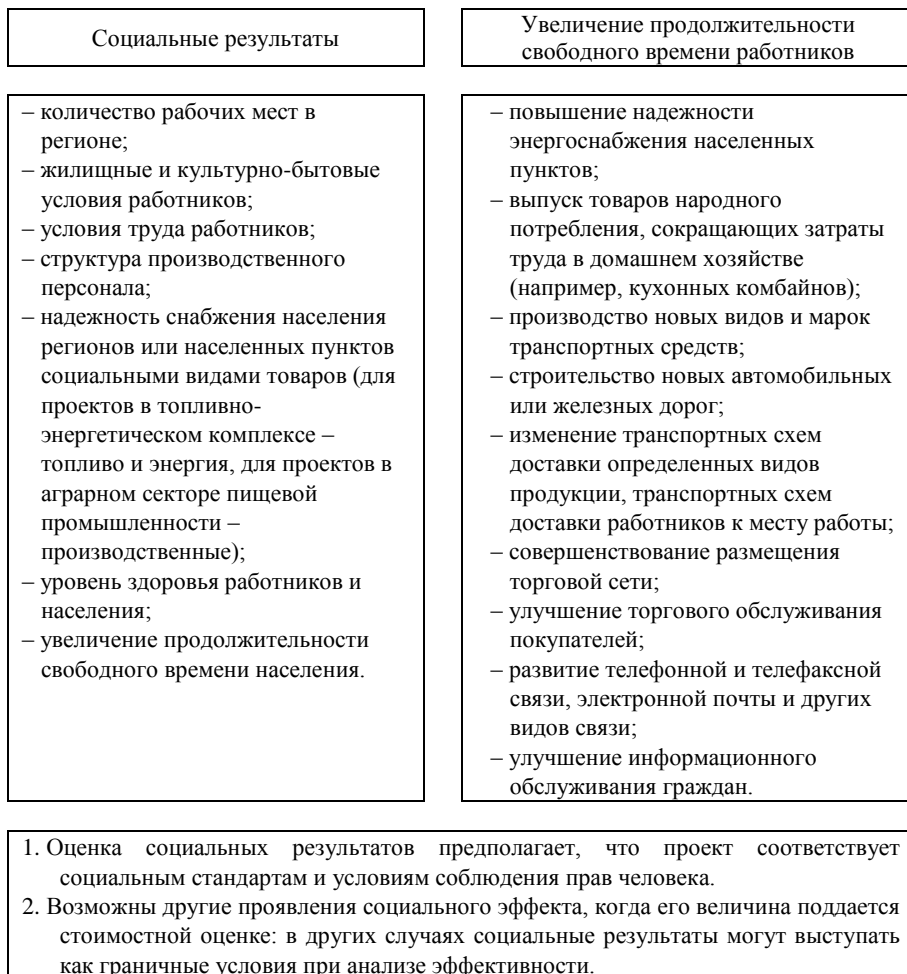 Социальные результаты
Увеличение продолжительности
свободного времени работников
– количество рабочих мест в
регионе;
– жилищные и культурно-бытовые
условия работников;
– условия труда работников;
– структура производственного
персонала;
– надежность снабжения населения
регионов или населенных пунктов
социальными видами товаров (для
проектов в топливно-
энергетическом комплексе –
топливо и энергия, для проектов в
аграрном секторе пищевой
промышленности –
производственные);
– уровень здоровья работников и
населения;
– увеличение продолжительности
свободного времени населения.
– повышение надежности
энергоснабжения населенных
пунктов;
– выпуск товаров народного
потребления, сокращающих затраты
труда в домашнем хозяйстве
(например, кухонных комбайнов);
– производство новых видов и марок
транспортных средств;
– строительство новых автомобильных
или железных дорог;
– изменение транспортных схем
доставки определенных видов
продукции, транспортных схем
доставки работников к месту работы;
– совершенствование размещения
торговой сети;
– улучшение торгового обслуживания
покупателей;
– развитие телефонной и телефаксной
связи, электронной почты и других
видов связи;
– улучшение информационного
обслуживания граждан.
1. Оценка социальных результатов предполагает, что проект соответствует
социальным стандартам и условиям соблюдения прав человека.
2. Возможны другие проявления социального эффекта, когда его величина поддается
стоимостной оценке: в других случаях социальные результаты могут выступать
как граничные условия при анализе эффективности.